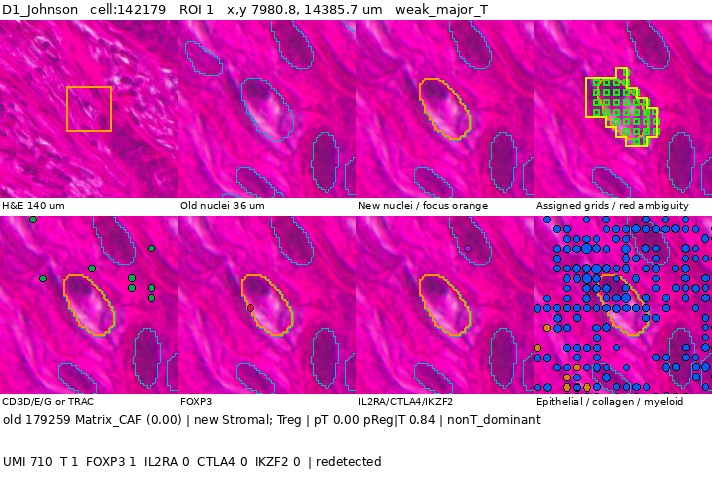 D1_Johnson   cell:142179   ROI 1   x,y 7980.8, 14385.7 um   weak_major_T
H&E 140 um
Old nuclei 36 um
New nuclei / focus orange
Assigned grids / red ambiguity
CD3D/E/G or TRAC
FOXP3
IL2RA/CTLA4/IKZF2
Epithelial / collagen / myeloid
old 179259 Matrix_CAF (0.00) | new Stromal; Treg | pT 0.00 pReg|T 0.84 | nonT_dominant
UMI 710  T 1  FOXP3 1  IL2RA 0  CTLA4 0  IKZF2 0  | redetected